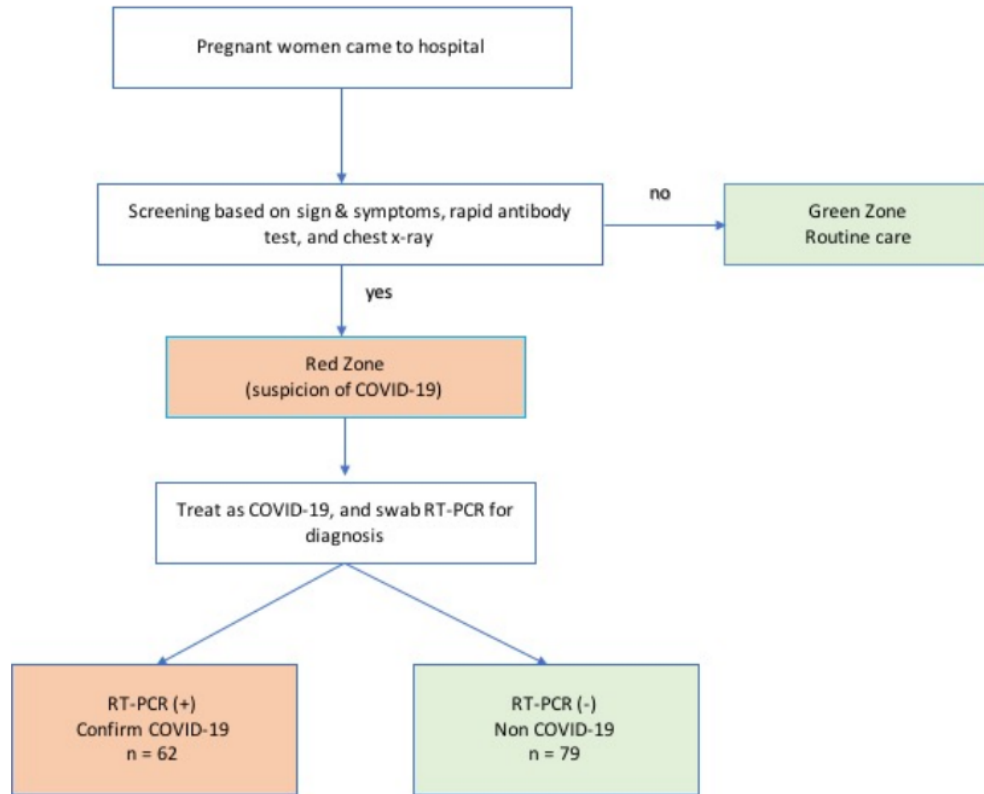 Pregnant women came to hospital
Screening based on sign & symptoms, rapid antibody
test, and chest x-ray
no
Green Zone
Routine care
yes
Red Zone
(suspicion of COVID-19)
Treat as COVID-19, and swab RT-PCR for
diagnosis
RT-PCR (+)
Confirm COVID-19
n = 62
RT-PCR (-)
Non COVID-19
n = 79